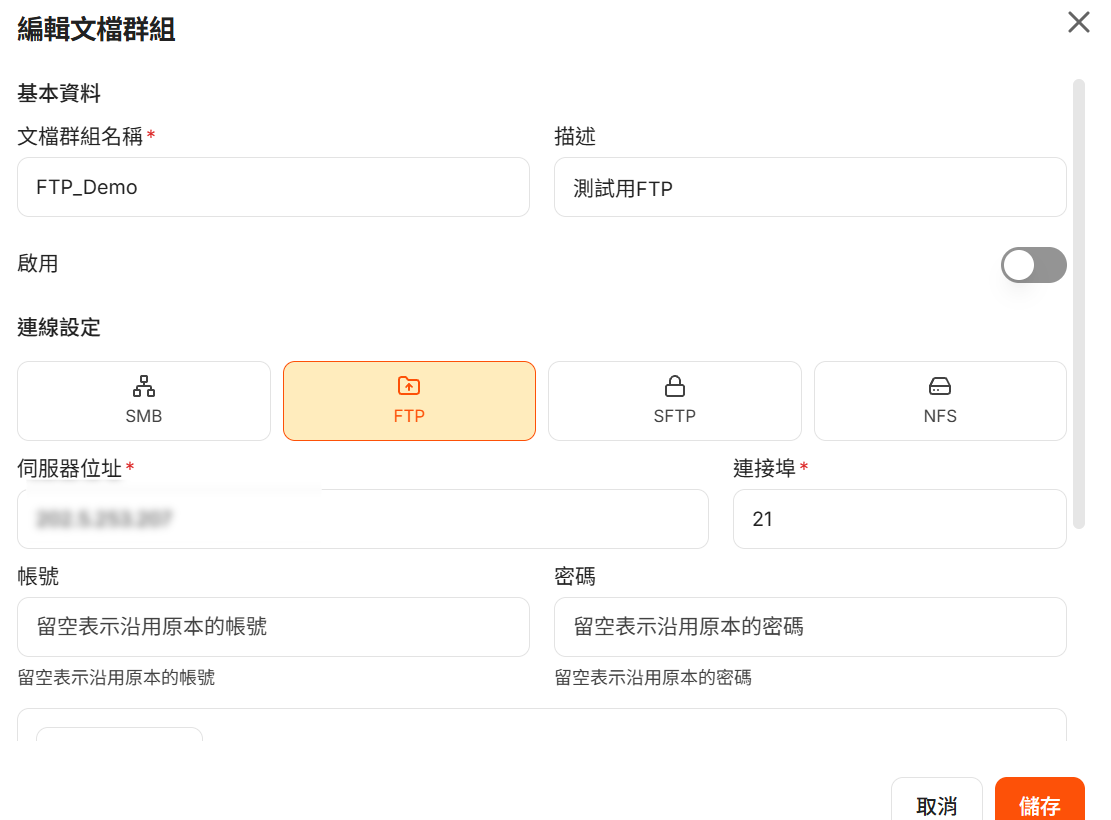 編輯文檔群組
基本資料
文檔群組名稱*
描述
FTP_Demo
測試用FTP
啟用
連線設定
SMB
FTP
SFTP
NFS
伺服器位址*
連接埠*
21
帳號
密碼
留空表示沿用原本的帳號
留空表示沿用原本的密碼
留空表示沿用原本的帳號
留空表示沿用原本的密碼
取消
儲存